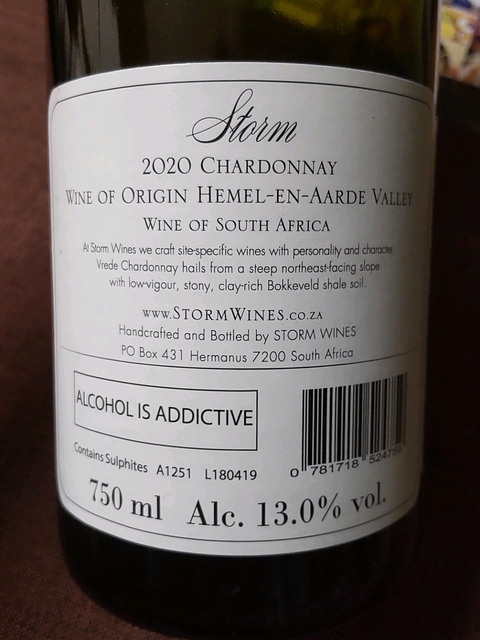 Storm
2020 CHARDONNAY
WINE OF ORIGIN HEMEL-EN-AARDE VALLEY
WINE OF SOUTH AFRICA
At Storm Wines we craft site-specific wines with personality and character.
Vrede Chardonnay hails from a steep northeast-facing slope
with low-vigour, stony, clay-rich Bokkeveld shale soil.
www.STORMWINES.co.za
Handcrafted and Bottled by STORM WINES
PO Box 431 Hermanus 7200 South Africa
ALCOHOL IS ADDICTIVE
Contains Sulphites A1251 L180419
0 781718 524756
750 ml Alc. 13.0% vol.